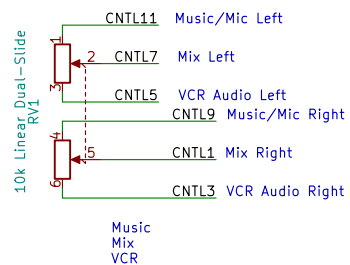 CNTL11 Music/Mic Left
1
2 CNTL7 Mix Left
3
CNTL5 VCR Audio Left
CNTL9 Music/Mic Right
4
5 CNTL1 Mix Right
6
CNTL3 VCR Audio Right
10k Linear Dual-Slide
RV1
Music
Mix
VCR